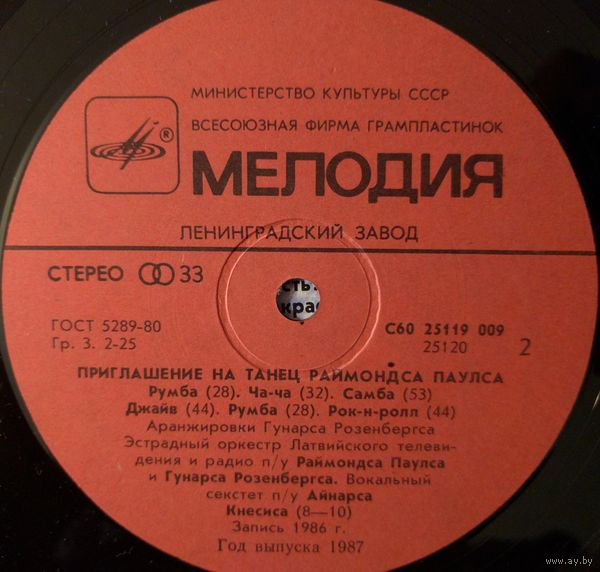 МИНИСТЕРСТВО КУЛЬТУРЫ СССР
ВСЕСОЮЗНАЯ ФИРМА ГРАМПЛАСТИНОК
®
МЕЛОДИЯ
ЛЕНИНГРАДСКИЙ ЗАВОД
СТЕРЕО 33
сть.
кра
ГОСТ 5289-80
Гр. 3. 2-25
С60 25119 009
25120
2
ПРИГЛАШЕНИЕ НА ТАНЕЦ РАЙМОНДСА ПАУЛСА
Румба (28). Ча-ча (32). Самба (53)
Джайв (44). Румба (28). Рок-н-ролл (44)
Аранжировки Гунарса Розенбергса
Эстрадный оркестр Латвийского телеви-
дения и радио п/у Раймондса Паулса
и Гунарса Розенбергса. Вокальный
секстет п/у Айнарса
Кнесиса (8—10)
Запись 1986 г.
Год выпуска 1987
www.ay.by